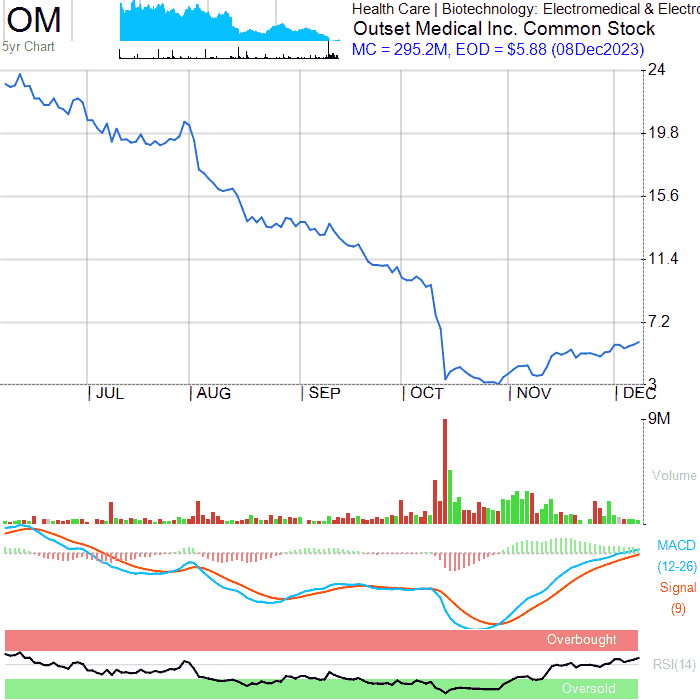 OM
5yr Chart
Health Care | Biotechnology: Electromedical & Electro
Outset Medical Inc. Common Stock
MC = 295.2M, EOD = $5.88 (08Dec2023)
24
19.8
15.6
11.4
7.2
3
JUL AUG SEP OCT NOV DEC
9M
Volume
MACD
(12-26)
Signal
(9)
Overbought
RSI(14)
Oversold